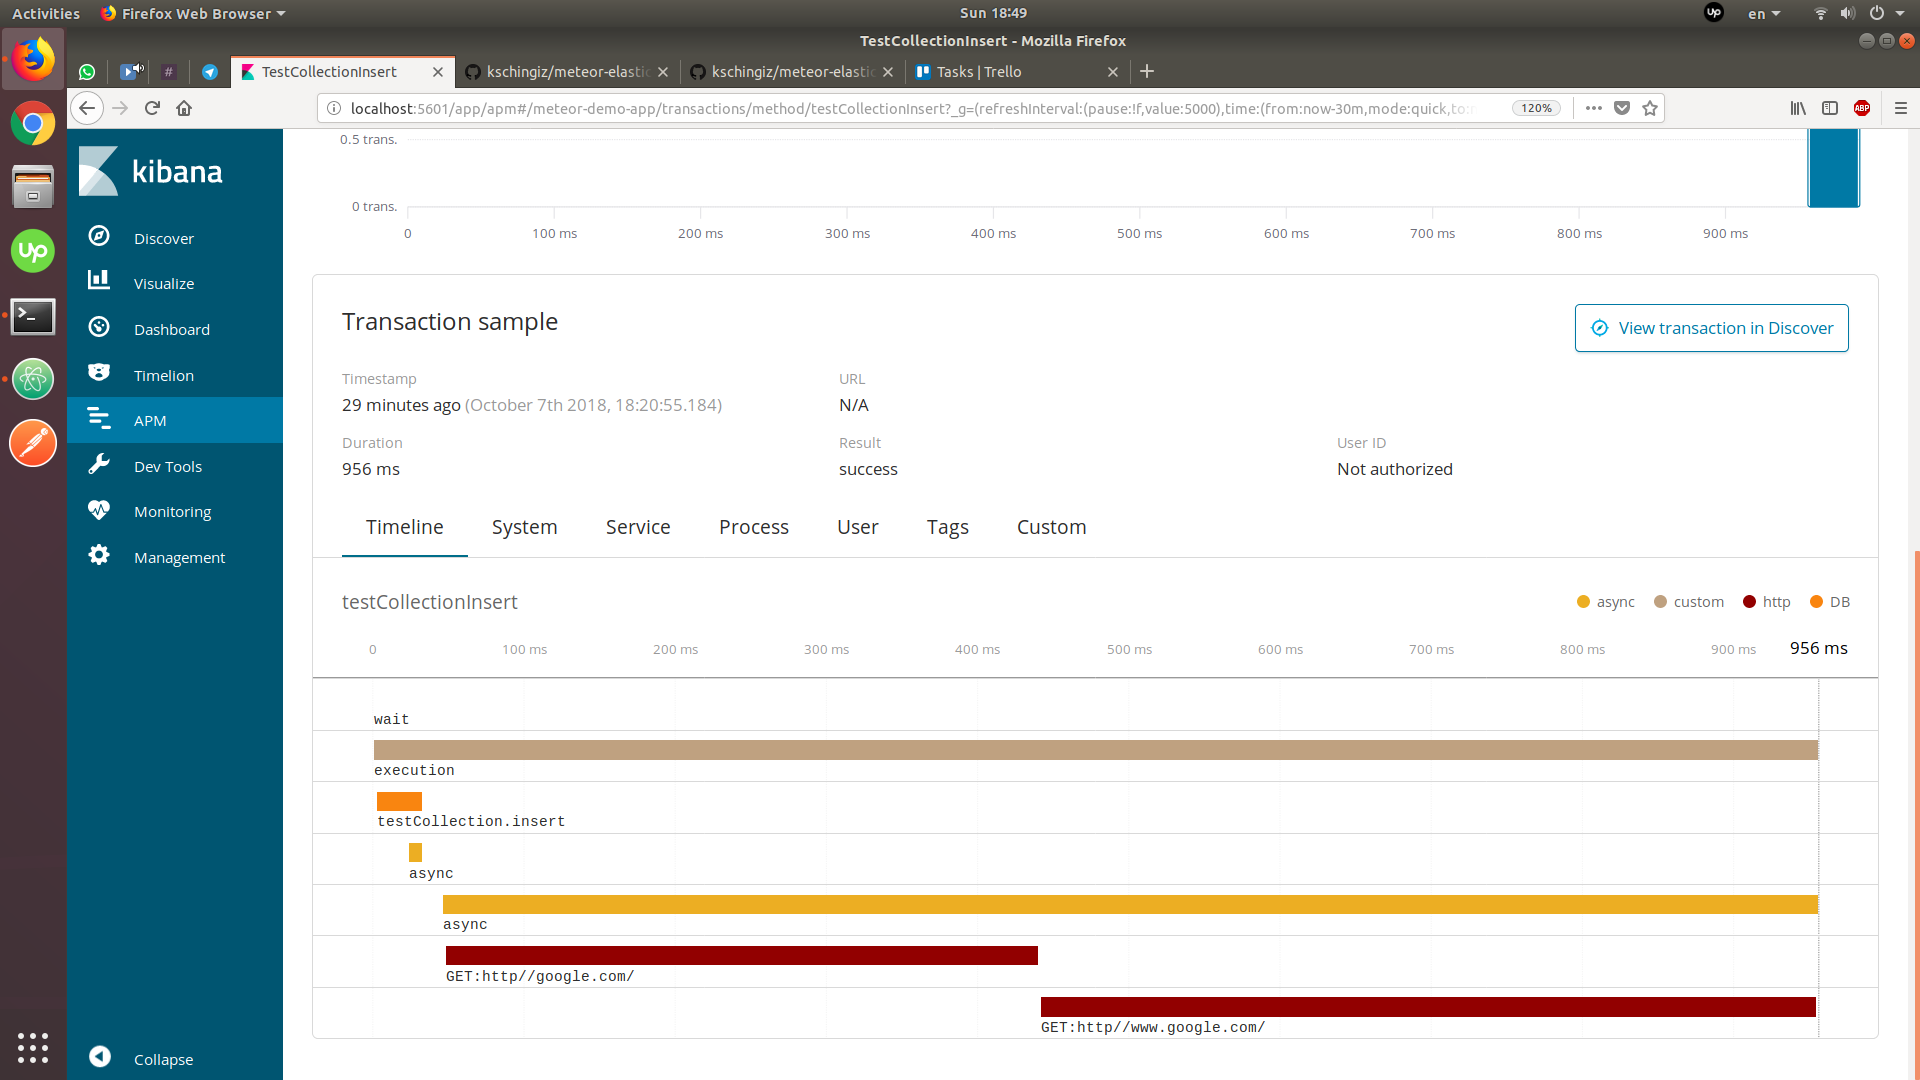 Activities Firefox Web Browser Sun 18:49 up en
TestCollectionInsert - Mozilla Firefox
TestCollectionInsert kschingiz/meteor-elastic kschingiz/meteor-elastic Tasks | Trello
localhost:5601/app/apm#/meteor-demo-app/transactions/method/testCollectionInsert?_g=(refreshInterval:(pause:!f,value:5000),time:(from:now-30m,mode:quick,to:n 120% ABP
kibana
Discover
Visualize
Dashboard
Timelion
APM
Dev Tools
Monitoring
Management
Collapse
up
0.5 trans.
0 trans.
0 100 ms 200 ms 300 ms 400 ms 500 ms 600 ms 700 ms 800 ms 900 ms
Transaction sample
View transaction in Discover
Timestamp URL
29 minutes ago (October 7th 2018, 18:20:55.184) N/A
Duration Result User ID
956 ms success Not authorized
Timeline System Service Process User Tags Custom
testCollectionInsert async custom http DB
0 100 ms 200 ms 300 ms 400 ms 500 ms 600 ms 700 ms 800 ms 900 ms 956 ms
wait
execution
testCollection.insert
async
async
GET:http//google.com/
GET:http//www.google.com/